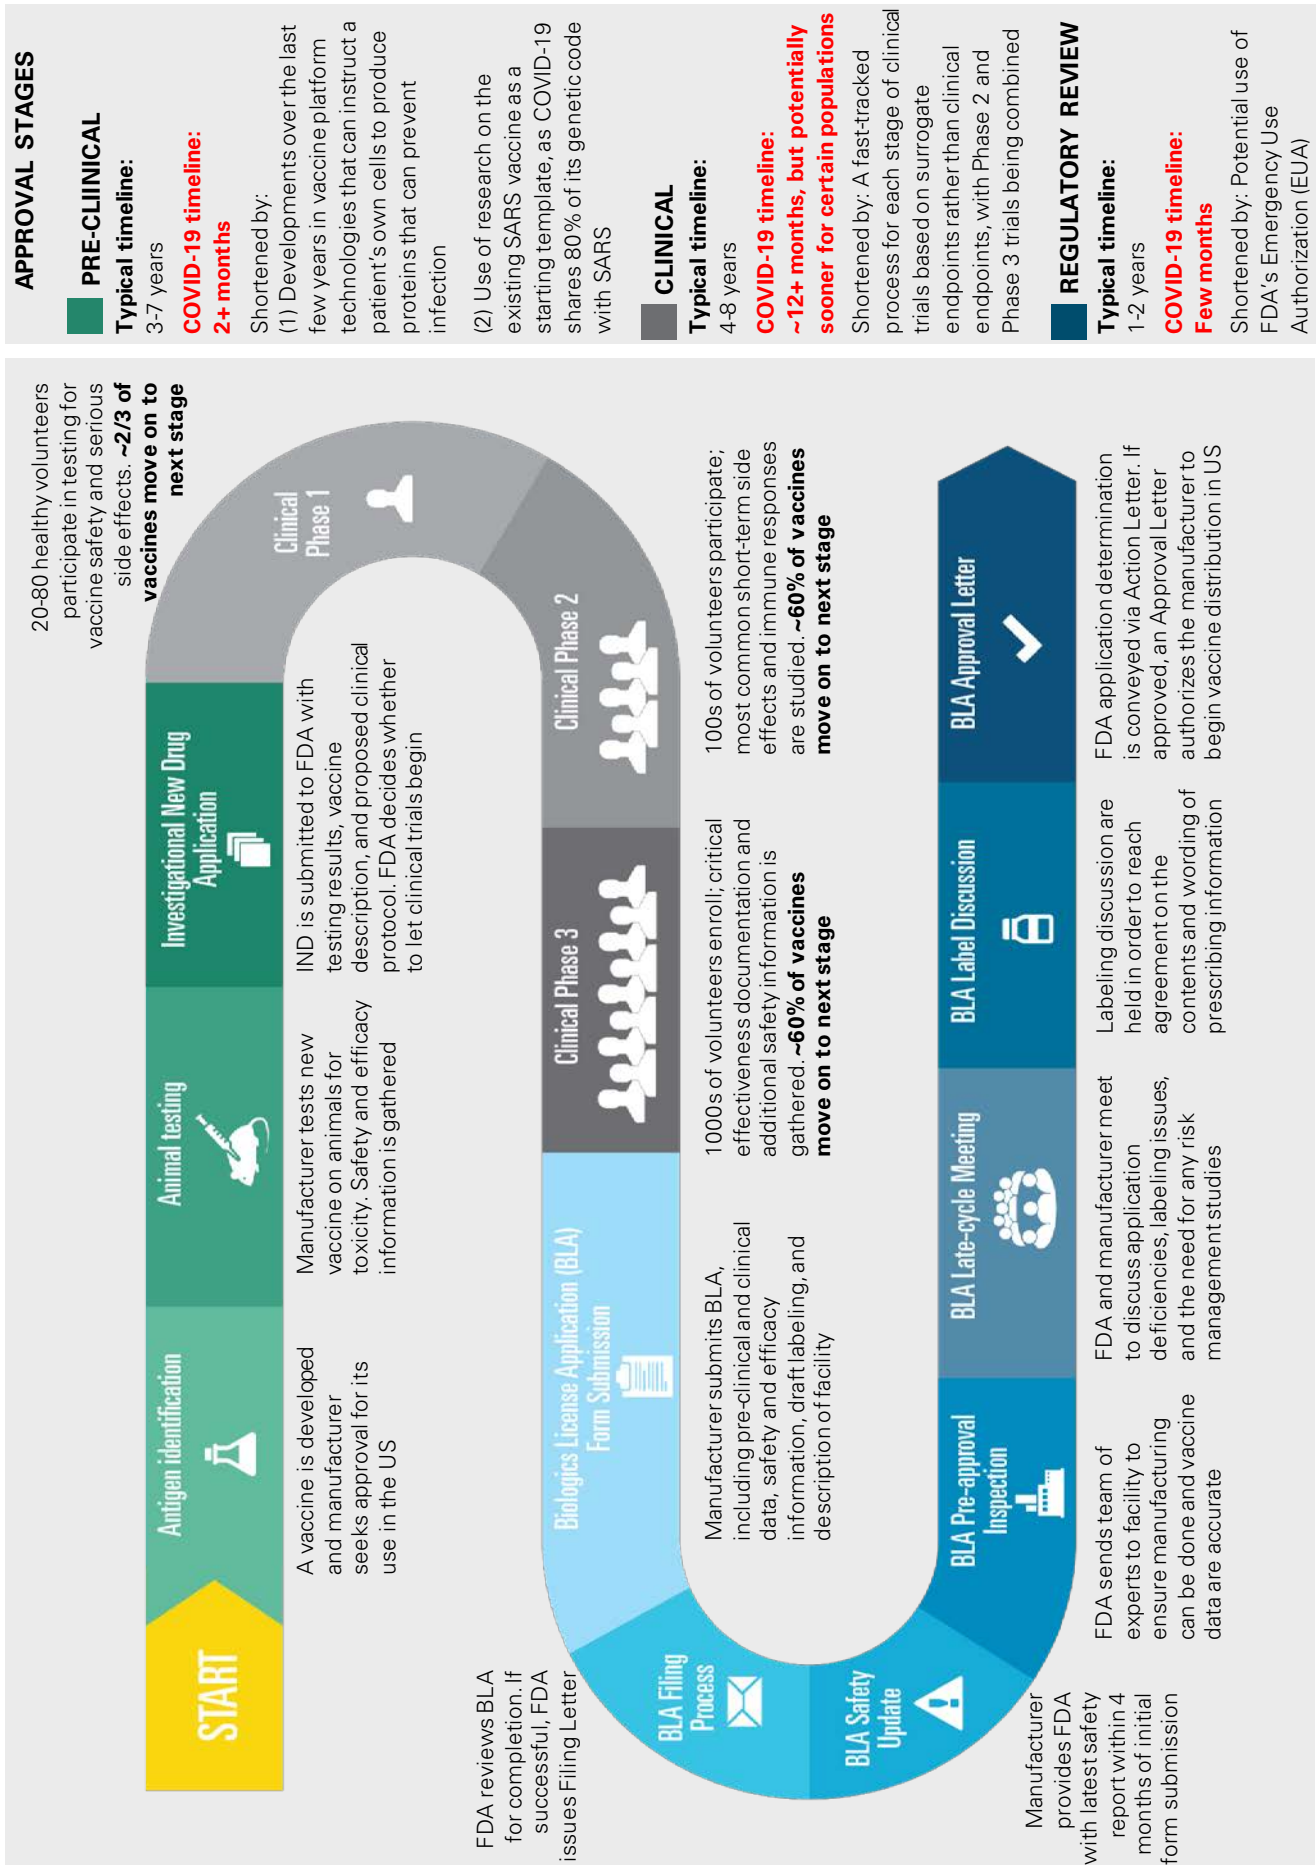 START
Antigen identification
A vaccine is developed
and manufacturer
seeks approval for its
use in the US
Animal testing
Manufacturer tests new
vaccine on animals for
toxicity. Safety and efficacy
information is gathered
Investigational New Drug
Application
IND is submitted to FDA with
testing results, vaccine
description, and proposed clinical
protocol. FDA decides whether
to let clinical trials begin
20-80 healthy volunteers
participate in testing for
vaccine safety and serious
side effects. ~2/3 of
vaccines move on to
next stage
Clinical
Phase 1
Clinical Phase 2
100s of volunteers participate;
most common short-term side
effects and immune responses
are studied. ~60% of vaccines
move on to next stage
Clinical Phase 3
1000s of volunteers enroll; critical
effectiveness documentation and
additional safety information is
gathered. ~60% of vaccines
move on to next stage
Biologics License Application (BLA)
Form Submission
Manufacturer submits BLA,
including pre-clinical and clinical
data, safety and efficacy
information, draft labeling, and
description of facility
FDA reviews BLA
for completion. If
successful, FDA
issues Filing Letter
BLA Filing
Process
BLA Safety
Update
Manufacturer
provides FDA
with latest safety
report within 4
months of initial
form submission
BLA Pre-approval
Inspection
FDA sends team of
experts to facility to
ensure manufacturing
can be done and vaccine
data are accurate
BLA Late-cycle Meeting
FDA and manufacturer meet
to discuss application
deficiencies, labeling issues,
and the need for any risk
management studies
BLA Label Discussion
Labeling discussion are
held in order to reach
agreement on the
contents and wording of
prescribing information
BLA Approval Letter
FDA application determination
is conveyed via Action Letter. If
approved, an Approval Letter
authorizes the manufacturer to
begin vaccine distribution in US
APPROVAL STAGES
PRE-CLIINICAL
Typical timeline:
3-7 years
COVID-19 timeline:
2+ months
Shortened by:
(1) Developments over the last
few years in vaccine platform
technologies that can instruct a
patient's own cells to produce
proteins that can prevent
infection
(2) Use of research on the
existing SARS vaccine as a
starting template, as COVID-19
shares 80% of its genetic code
with SARS
CLINICAL
Typical timeline:
4-8 years
COVID-19 timeline:
~12+ months, but potentially
sooner for certain populations
Shortened by: A fast-tracked
process for each stage of clinical
trials based on surrogate
endpoints rather than clinical
endpoints, with Phase 2 and
Phase 3 trials being combined
REGULATORY REVIEW
Typical timeline:
1-2 years
COVID-19 timeline:
Few months
Shortened by: Potential use of
FDA's Emergency Use
Authorization (EUA)